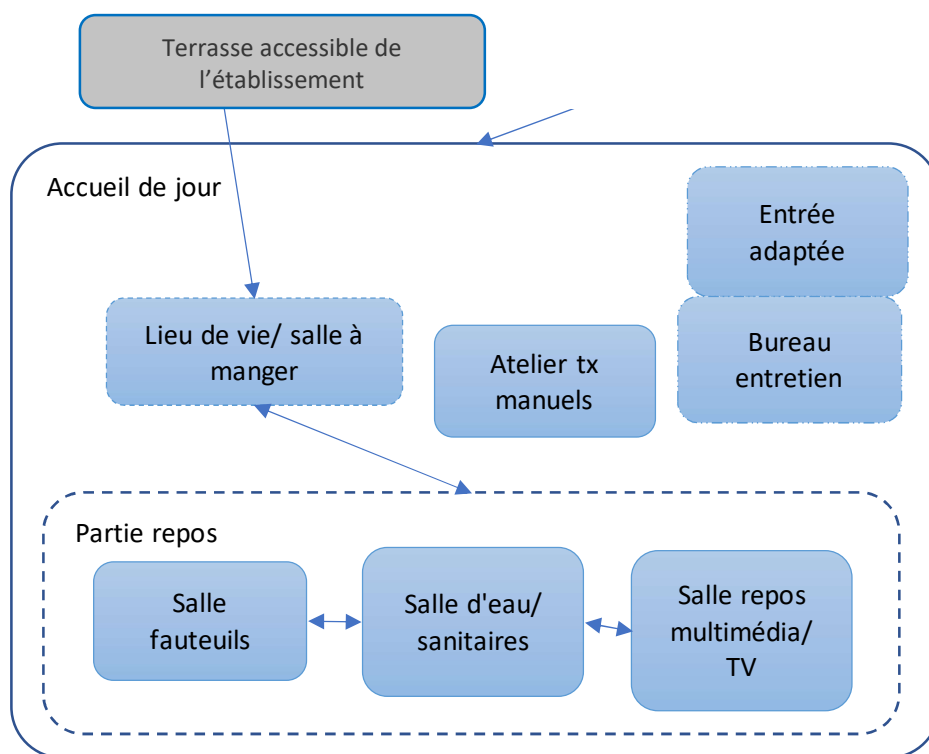 Terrasse accessible de
l’établissement
Accueil de jour
Entrée
adaptée
Lieu de vie/ salle à
manger
Atelier tx
manuels
Bureau
entretien
Partie repos
Salle
fauteuils
Salle d'eau/
sanitaires
Salle repos
multimédia/
TV